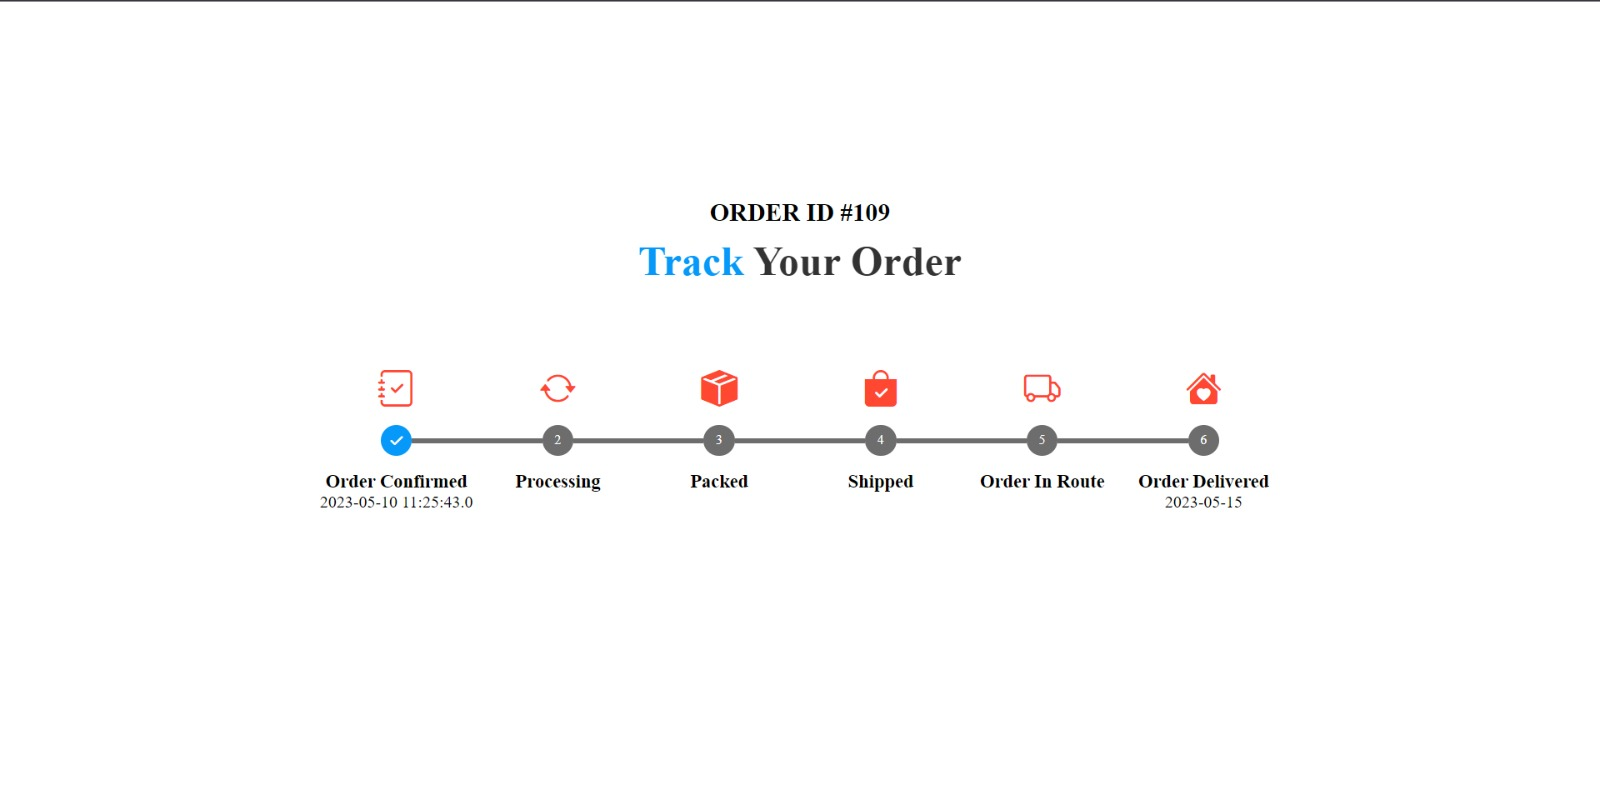 ORDER ID #109
Track Your Order
2 3 4 5 6
Order Confirmed Processing Packed Shipped Order In Route Order Delivered
2023-05-10 11:25:43.0 2023-05-15